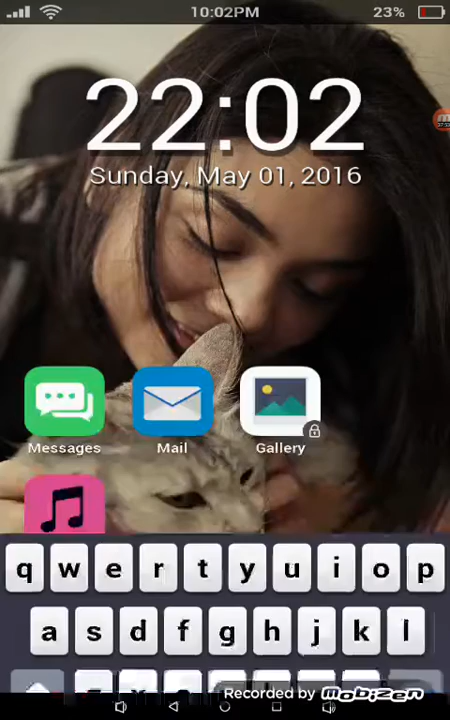 10:02PM
23%
22:02
Sunday, May 01, 2016
Messages
Mail
Gallery
q w e r t y u i o p
a s d f g h j k l
Recorded by mobizen